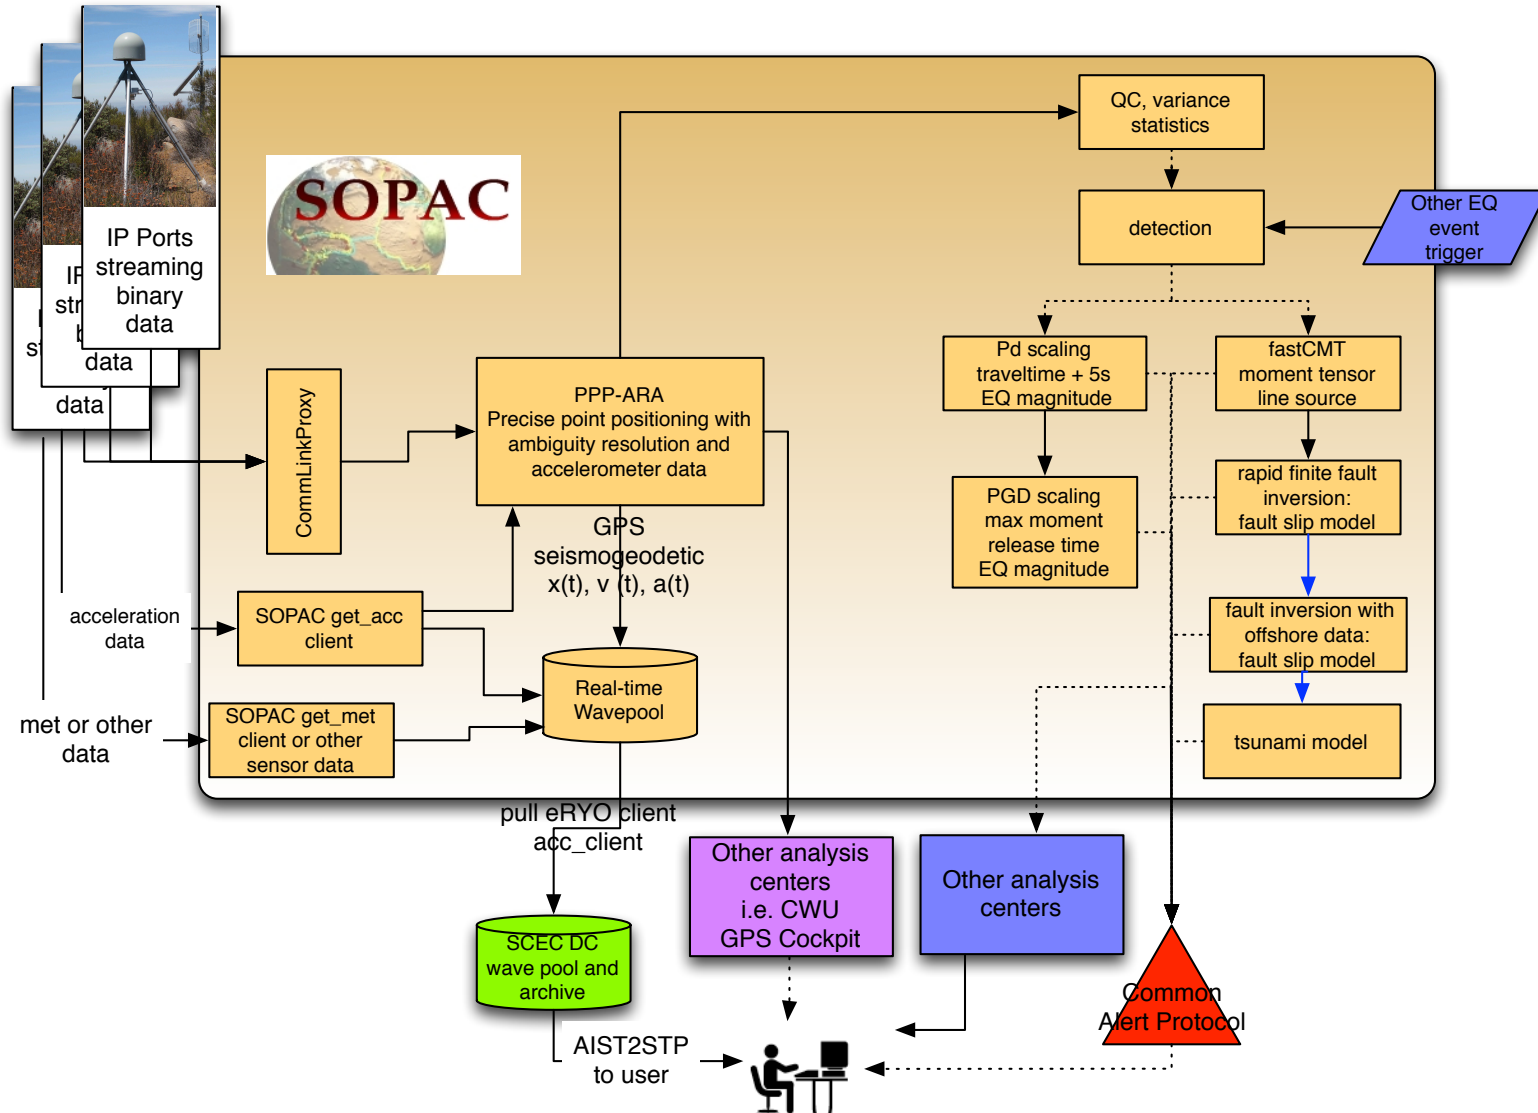 IP Ports
streaming
binary
data
data
data
SOPAC
QC, variance
statistics
detection
Other EQ
event
trigger
Pd scaling
traveltime + 5s
EQ magnitude
fastCMT
moment tensor
line source
PPP-ARA
Precise point positioning with
ambiguity resolution and
accelerometer data
CommLinkProxy
rapid finite fault
inversion:
fault slip model
PGD scaling
max moment
release time
EQ magnitude
GPS
seismogeodetic
x(t), v (t), a(t)
acceleration
data
SOPAC get_acc
client
fault inversion with
offshore data:
fault slip model
Real-time
Wavepool
met or other
data
SOPAC get_met
client or other
sensor data
tsunami model
pull eRYO client
acc_client
Other analysis
centers
i.e. CWU
GPS Cockpit
Other analysis
centers
SCEC DC
wave pool and
archive
Common
Alert Protocol
AIST2STP
to user